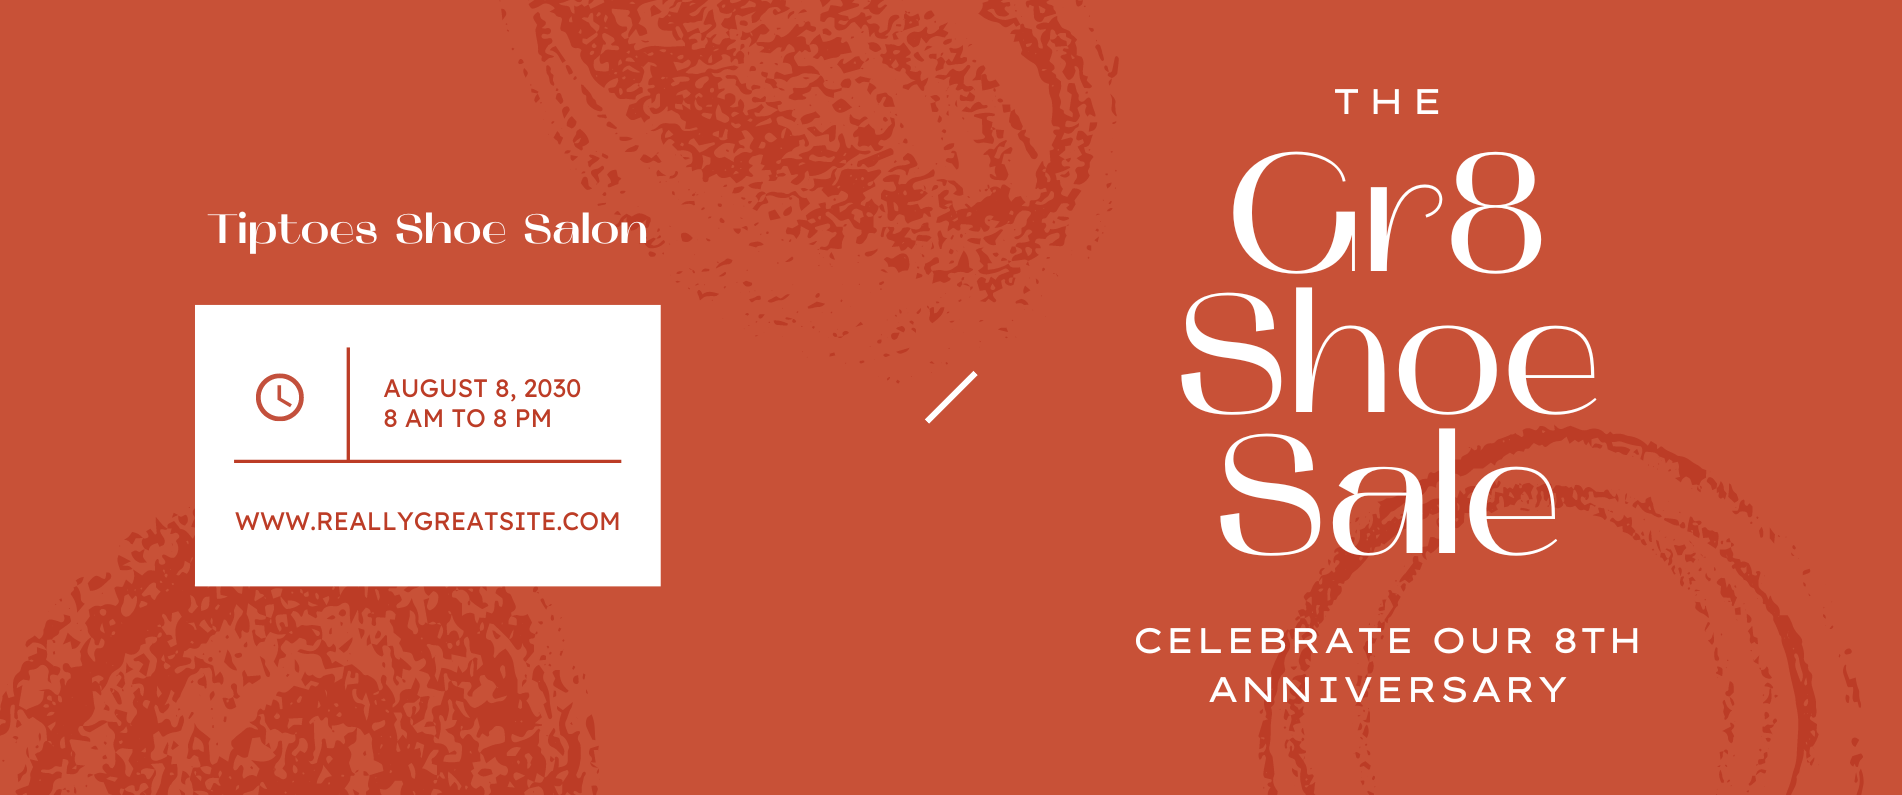 Tiptoes Shoe Salon
AUGUST 8, 2030
8 AM TO 8 PM
WWW.REALLYGREATSITE.COM
THE
Gr8
Shoe
Sale
CELEBRATE OUR 8TH
ANNIVERSARY